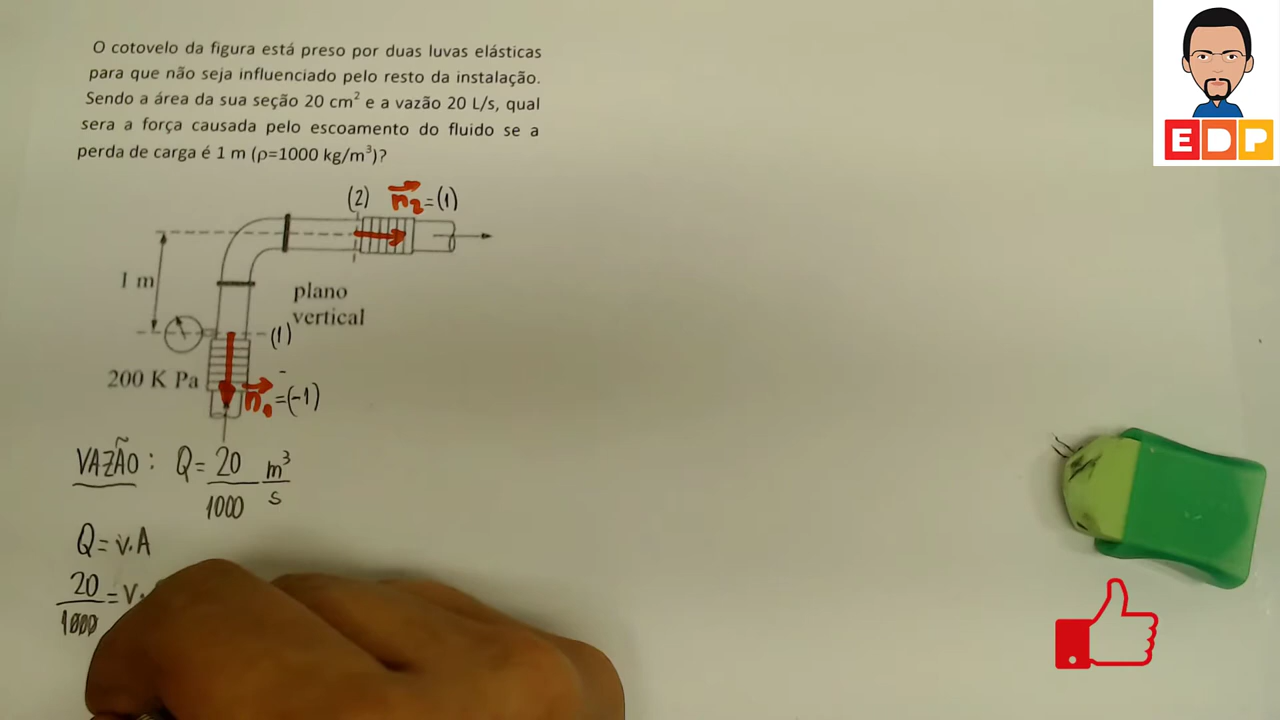 O cotovelo da figura está preso por duas luvas elásticas
para que não seja influenciado pelo resto da instalação.
Sendo a área da sua seção 20 cm² e a vazão 20 L/s, qual
sera a força causada pelo escoamento do fluido se a
perda de carga é 1 m (ρ=1000 kg/m³)?
EDP
(2) n₂=(1)
1 m
plano
vertical
(1)
200 K Pa
n₁=(-1)
VAZÃO: Q=20/1000 m³/s
Q=v.A
20/1000=v.